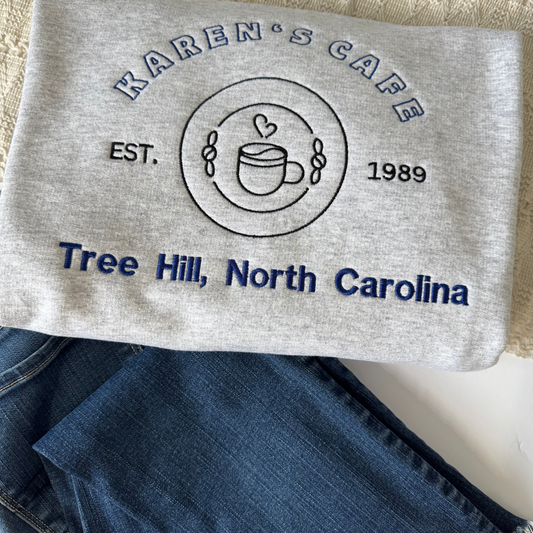 KAREN‘S CAFE
EST.
1989
Tree Hill, North Carolina